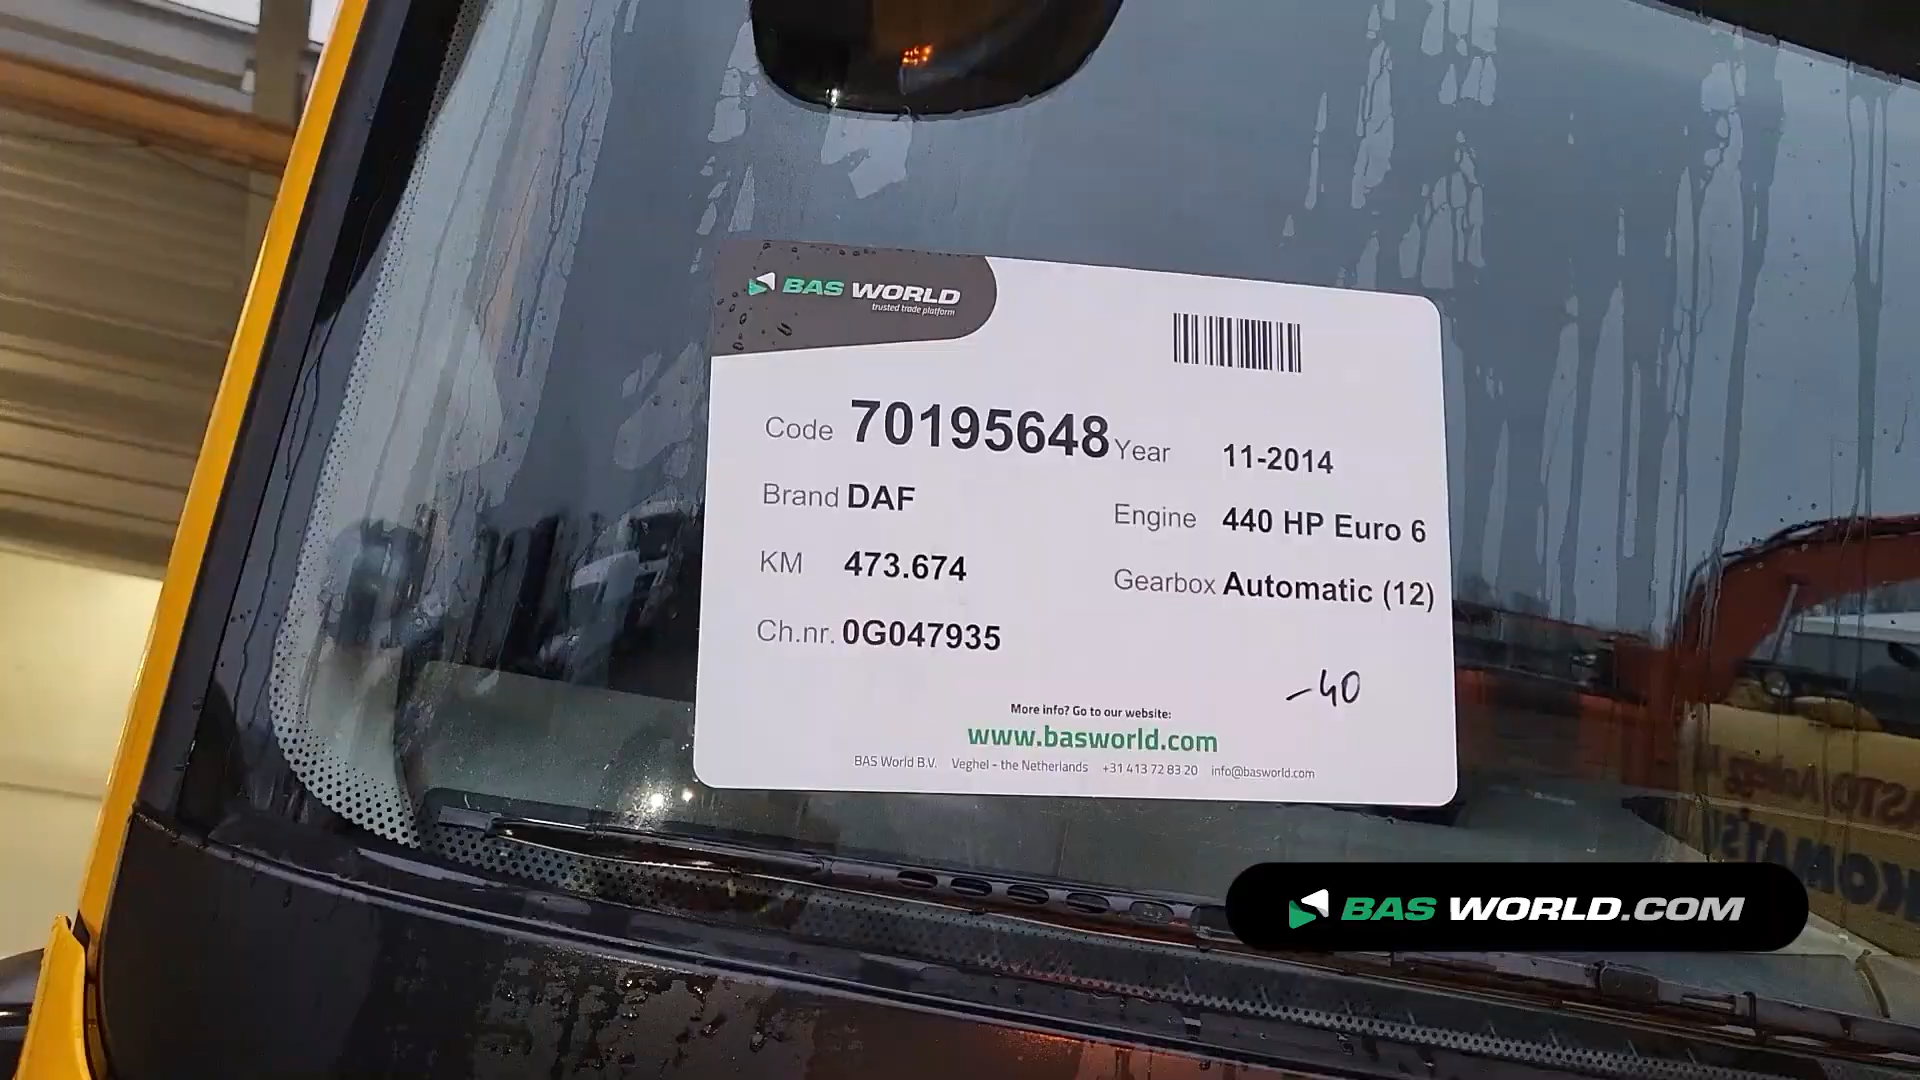 BAS WORLD
trusted trade platform
Code 70195648 Year 11-2014
Brand DAF
Engine 440 HP Euro 6
KM 473.674
Gearbox Automatic (12)
Ch.nr. 0G047935
-40
More info? Go to our website:
www.basworld.com
BAS World B.V. Veghel - the Netherlands +31 413 72 83 20 info@basworld.com
BAS WORLD.COM